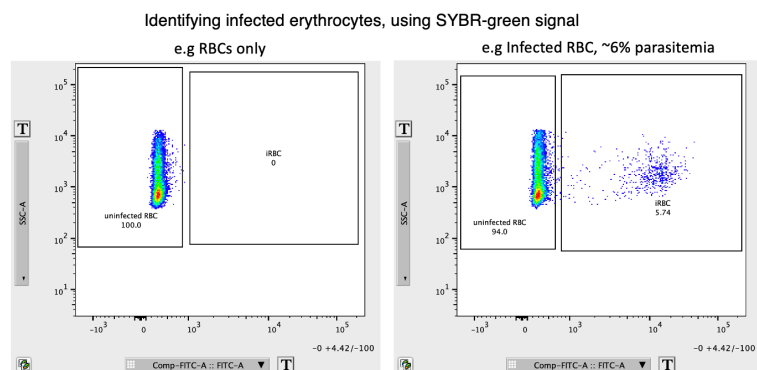 Identifying infected erythrocytes, using SYBR-green signal
e.g RBCs only
10^5
10^4
10^3
10^2
10^1
T
SSC-A
iRBC
0
uninfected RBC
100.0
-10^3
0
10^3
10^4
10^5
-0 +4.42/-100
Comp-FITC-A :: FITC-A
T
e.g Infected RBC, ~6% parasitemia
10^5
10^4
10^3
10^2
10^1
T
SSC-A
uninfected RBC
94.0
iRBC
5.74
-10^3
0
10^3
10^4
10^5
-0 +4.42/-100
Comp-FITC-A :: FITC-A
T